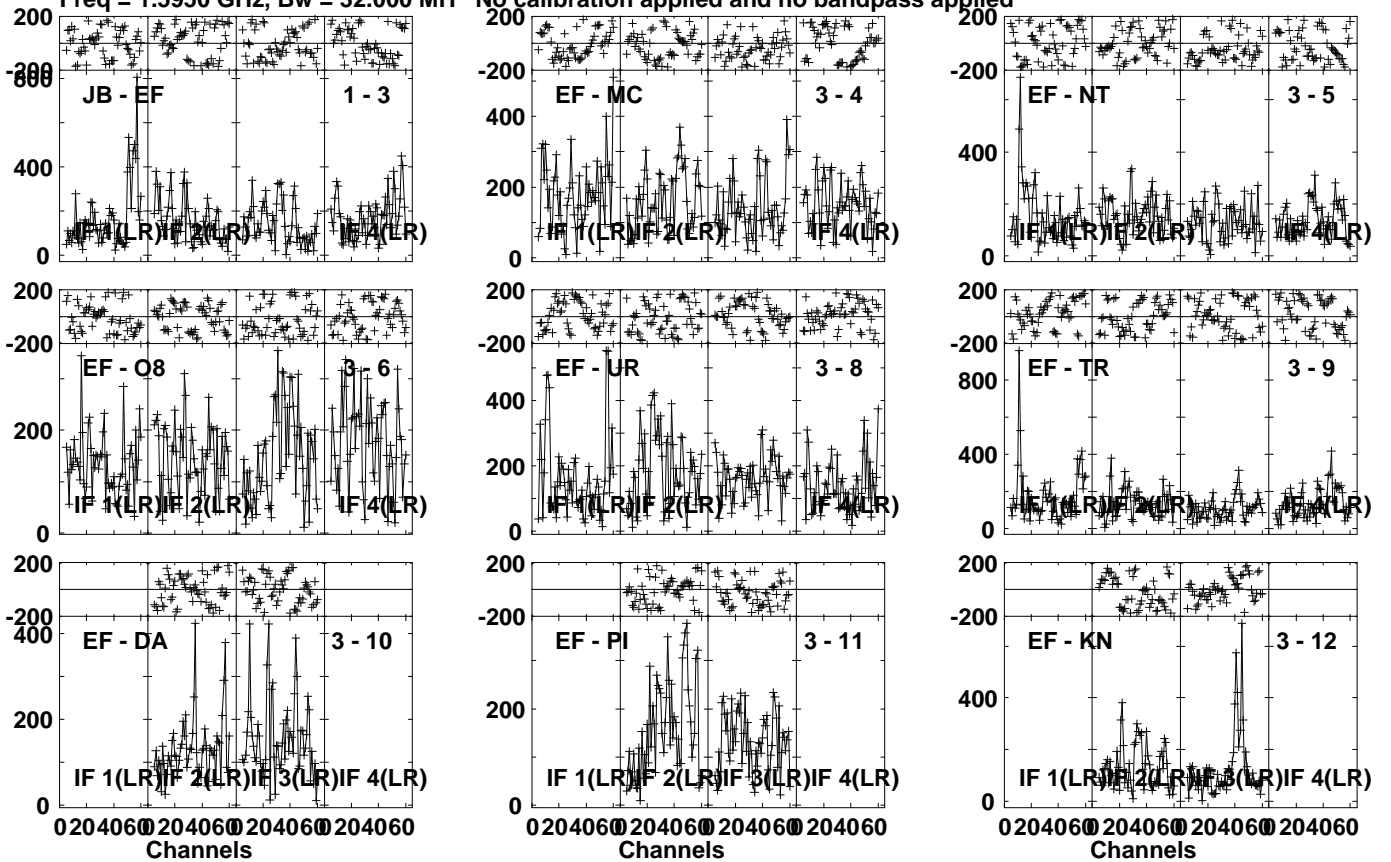 Freq = 1.5950 GHz, Bw = 32.000 MH No calibration applied and no bandpass applied
200 200 200
-200 -200 -200
JB - EF 1 - 3 EF - MC 3 - 4 EF - NT 3 - 5
400 400 400
200
IF 1(LR) IF 2(LR) IF 4(LR) IF 1(LR) IF 2(LR) IF 4(LR) IF 1(LR) IF 2(LR) IF 4(LR)
0 0 0
200 200 200
-200 -200 -200
EF - O8 3 - 6 EF - UR 3 - 8 EF - TR 3 - 9
800
400
200 400
200
IF 1(LR) IF 2(LR) IF 4(LR) IF 1(LR) IF 2(LR) IF 4(LR) IF 1(LR) IF 2(LR) IF 4(LR)
0 0 0
200 200 200
-200 -200 -200
400
EF - DA 3 - 10 EF - PI 3 - 11 EF - KN 3 - 12
400
200 200
IF 1(LR) IF 2(LR) IF 3(LR) IF 4(LR) IF 1(LR) IF 2(LR) IF 3(LR) IF 4(LR) IF 1(LR) IF 2(LR) IF 3(LR) IF 4(LR)
0 0 0
0 20 40 60 0 20 40 60 0 20 40 60 0 20 40 60 0 20 40 60 0 20 40 60 0 20 40 60 0 20 40 60 0 20 40 60 0 20 40 60 0 20 40 60 0 20 40 60
Channels Channels Channels